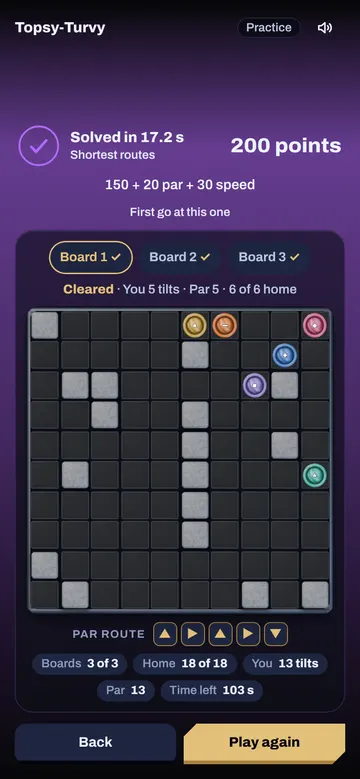 Topsy-Turvy
Practice
Solved in 17.2 s
Shortest routes
200 points
150 + 20 par + 30 speed
First go at this one
Board 1 ✓
Board 2 ✓
Board 3 ✓
Cleared · You 5 tilts · Par 5 · 6 of 6 home
PAR ROUTE ▲ ▶ ▲ ▶ ▼
Boards 3 of 3
Home 18 of 18
You 13 tilts
Par 13
Time left 103 s
Back
Play again